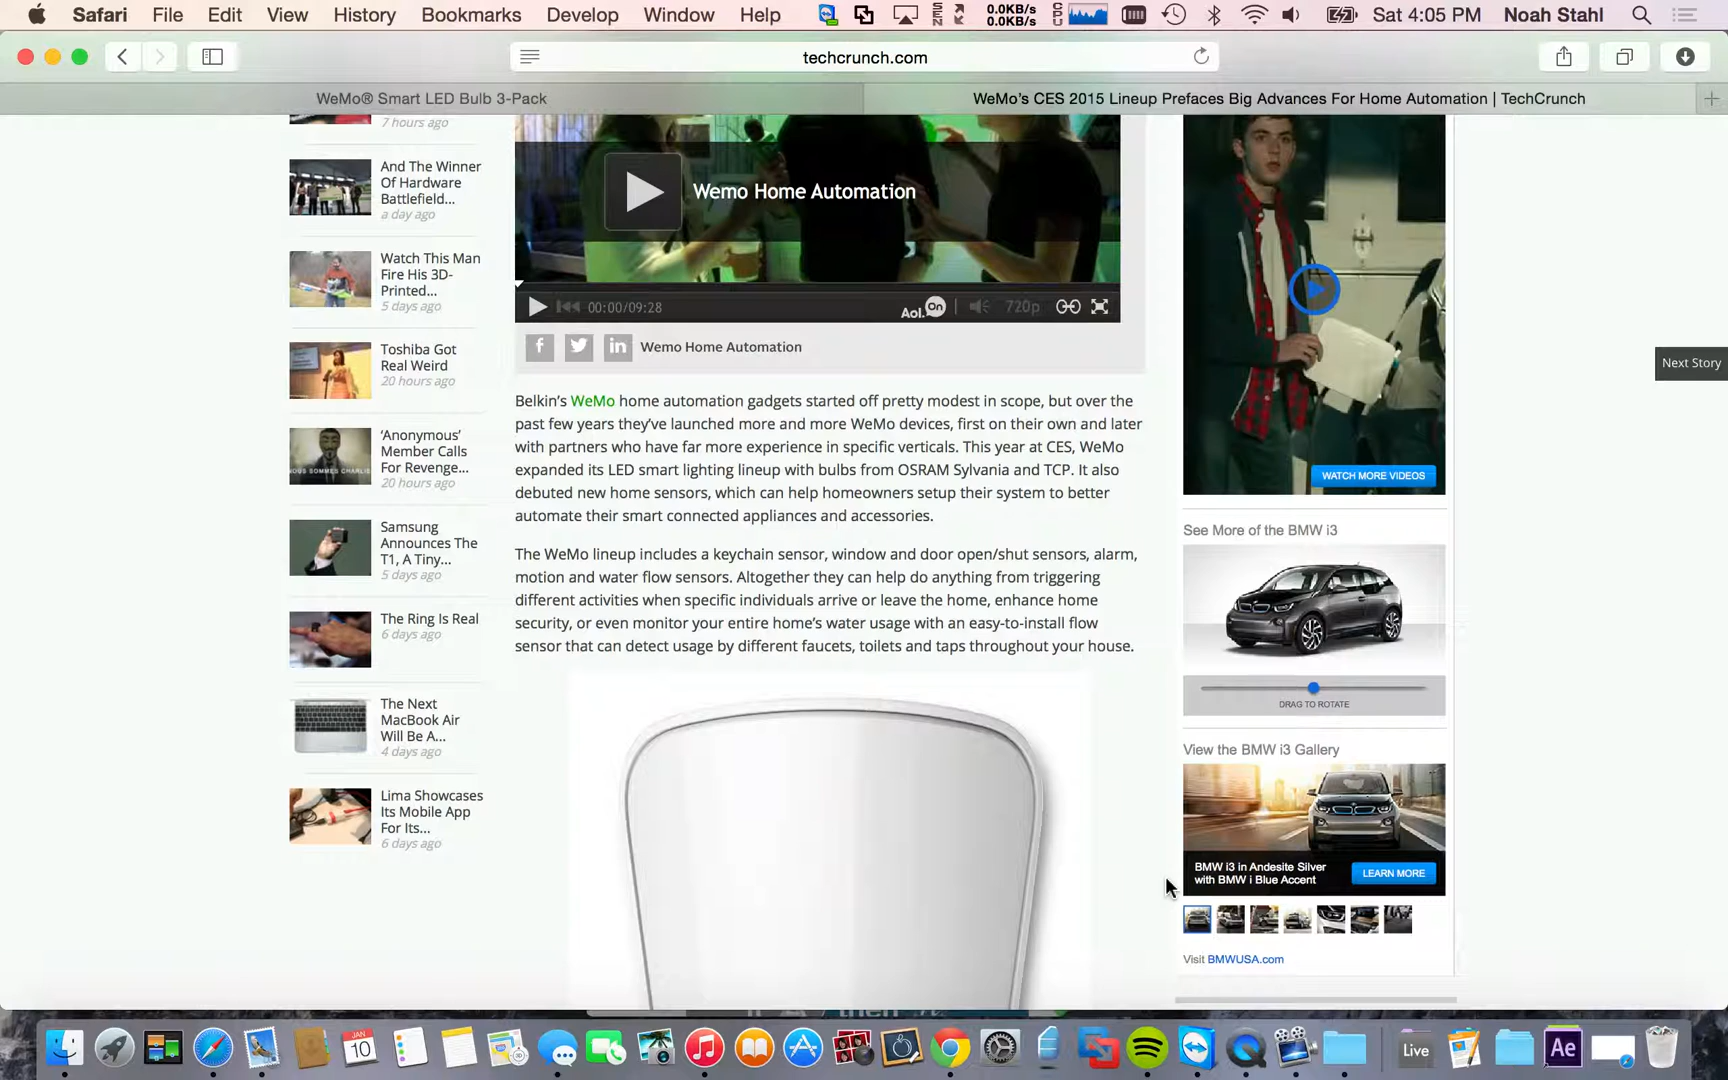 Safari File Edit View History Bookmarks Develop Window Help 0.0KB/s 0.0KB/s Sat 4:05 PM Noah Stahl
techcrunch.com
WeMo® Smart LED Bulb 3-Pack
WeMo's CES 2015 Lineup Prefaces Big Advances For Home Automation | TechCrunch
7 hours ago
And The Winner
Of Hardware
Battlefield...
a day ago
Watch This Man
Fire His 3D-
Printed...
5 days ago
Toshiba Got
Real Weird
20 hours ago
'Anonymous'
Member Calls
For Revenge...
20 hours ago
Samsung
Announces The
T1, A Tiny...
5 days ago
The Ring Is Real
6 days ago
The Next
MacBook Air
Will Be A...
4 days ago
Lima Showcases
Its Mobile App
For Its...
6 days ago
Wemo Home Automation
00:00/09:28
Aol. On
720p
Wemo Home Automation
Belkin's WeMo home automation gadgets started off pretty modest in scope, but over the
past few years they've launched more and more WeMo devices, first on their own and later
with partners who have far more experience in specific verticals. This year at CES, WeMo
expanded its LED smart lighting lineup with bulbs from OSRAM Sylvania and TCP. It also
debuted new home sensors, which can help homeowners setup their system to better
automate their smart connected appliances and accessories.
The WeMo lineup includes a keychain sensor, window and door open/shut sensors, alarm,
motion and water flow sensors. Altogether they can help do anything from triggering
different activities when specific individuals arrive or leave the home, enhance home
security, or even monitor your entire home's water usage with an easy-to-install flow
sensor that can detect usage by different faucets, toilets and taps throughout your house.
WATCH MORE VIDEOS
See More of the BMW i3
DRAG TO ROTATE
View the BMW i3 Gallery
BMW i3 in Andesite Silver
with BMW i Blue Accent
LEARN MORE
Visit BMWUSA.com
Next Story
JAN
10
Live
Ae